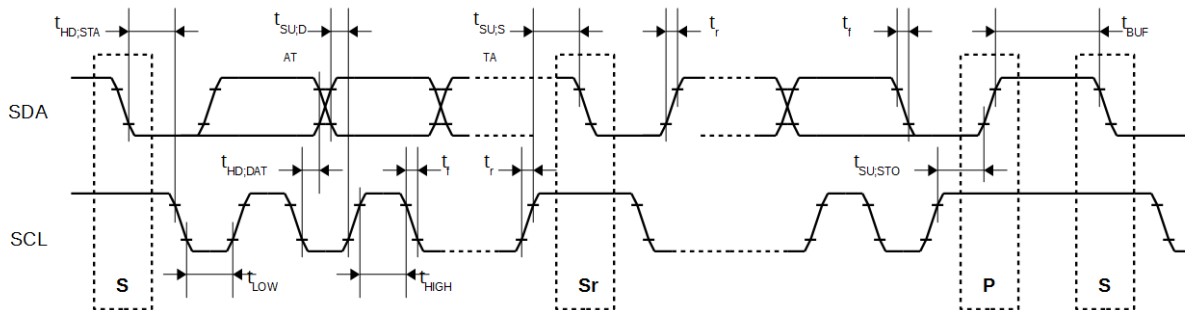 tHD;STA
tSU;D
AT
tSU;S
TA
tr
tf
tBUF
SDA
tHD;DAT
tf
tr
tSU;STO
SCL
S
tLOW
tHIGH
Sr
P
S